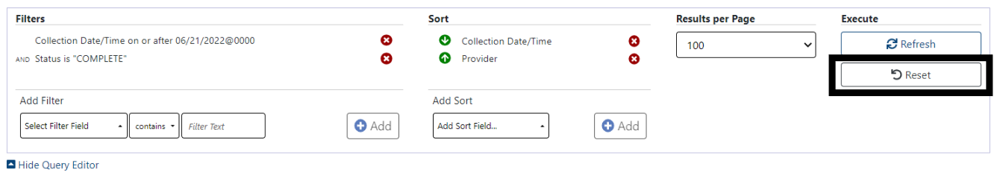 Filters
Collection Date/Time on or after 06/21/2022@0000
AND Status is "COMPLETE"
Add Filter
Select Filter Field contains Filter Text Add
Sort
Collection Date/Time
Provider
Add Sort
Add Sort Field... Add
Results per Page
100
Execute
Refresh
Reset
Hide Query Editor